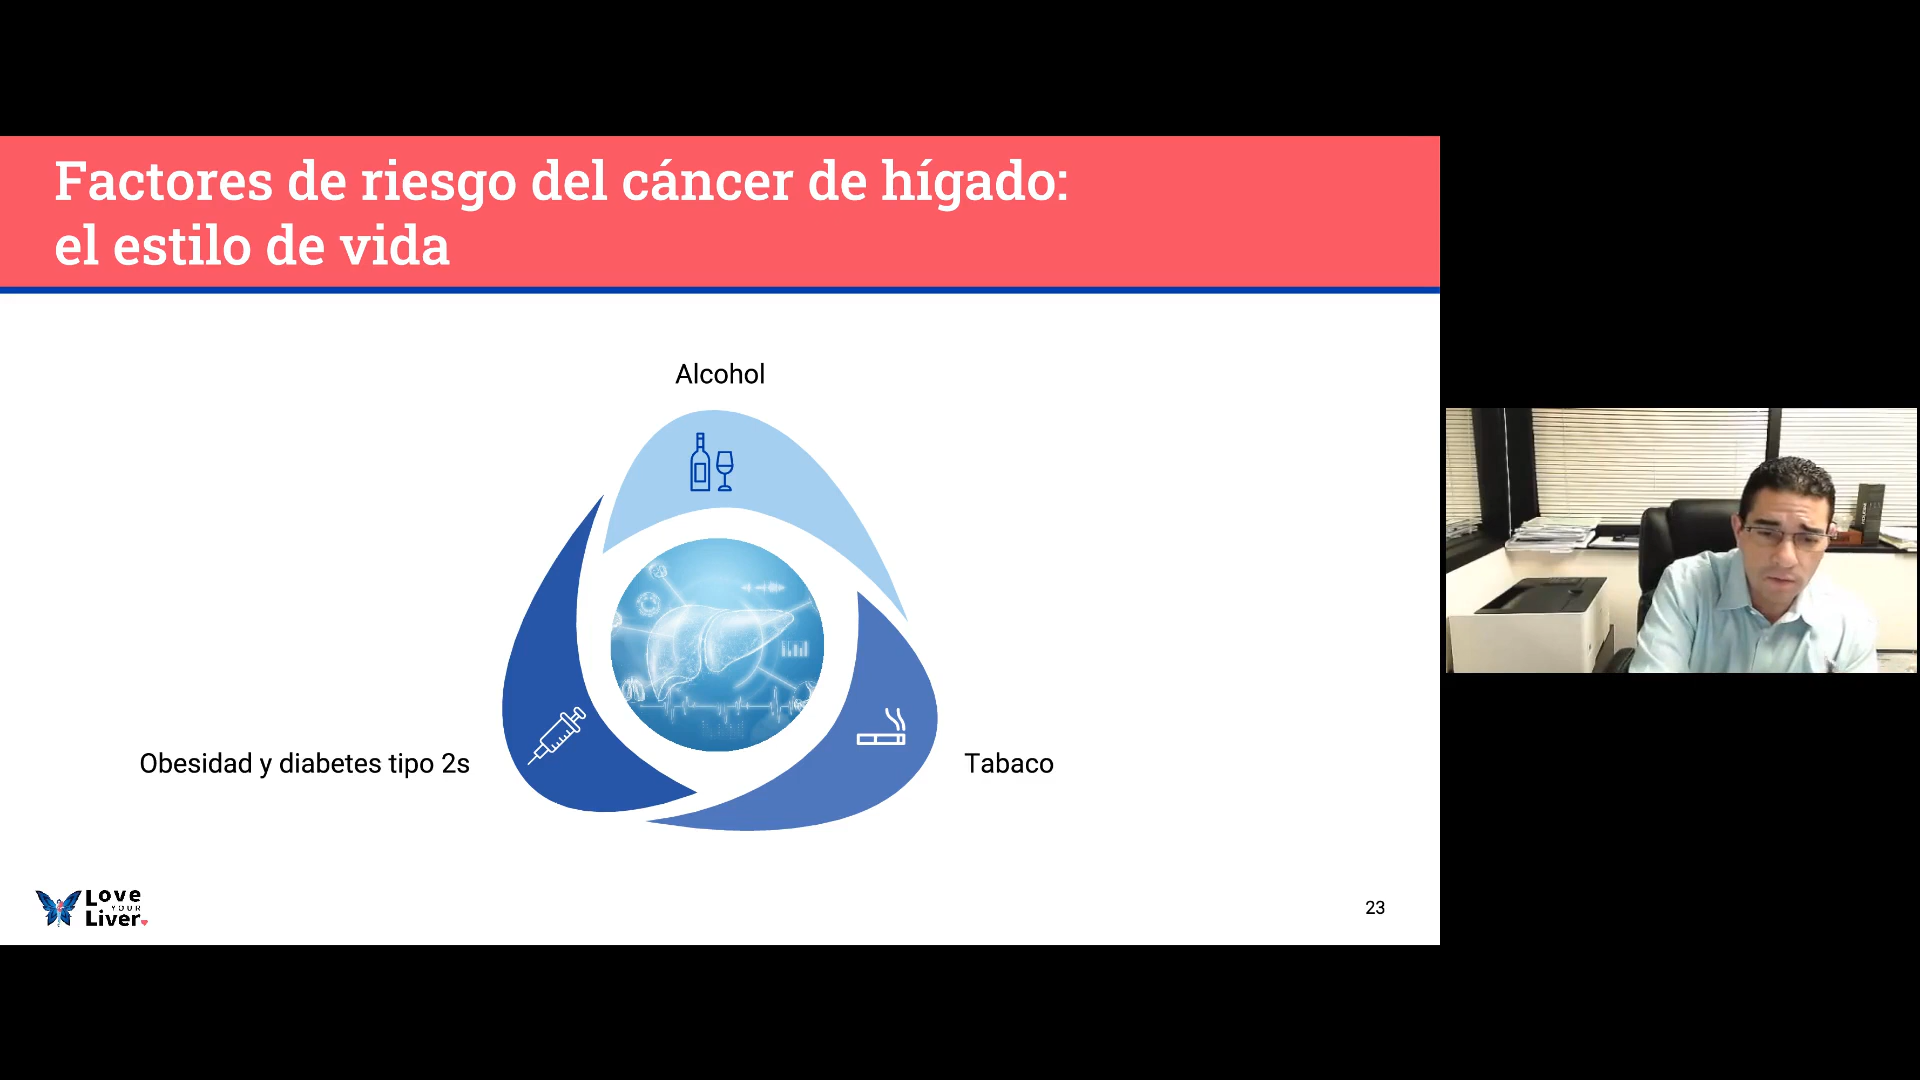 Factores de riesgo del cáncer de hígado:
el estilo de vida
Alcohol
Obesidad y diabetes tipo 2s
Tabaco
Love
YOUR
Liver
23